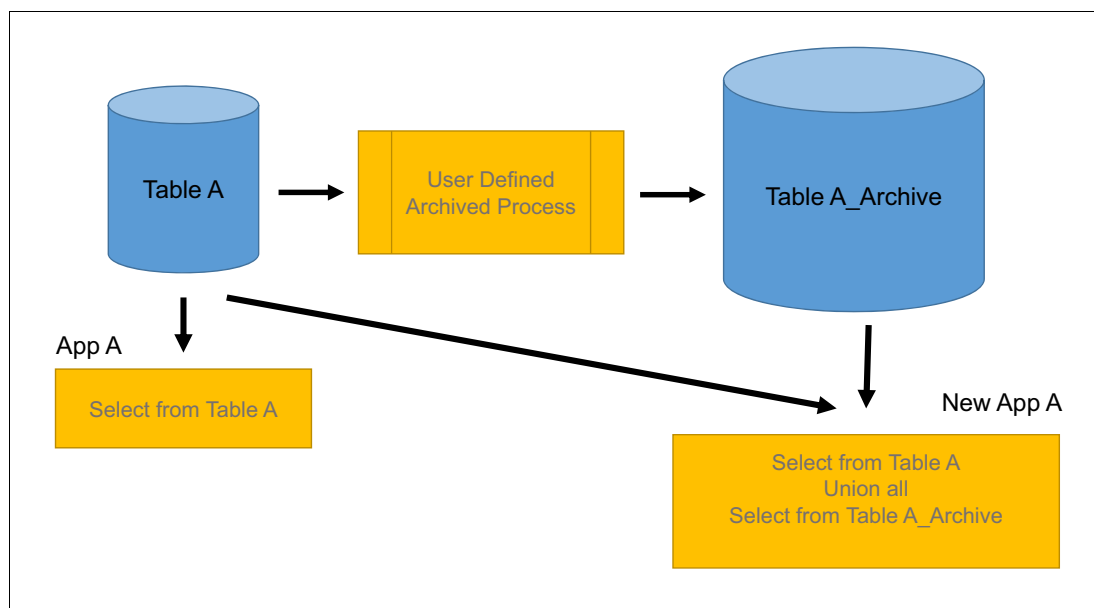 Table A
User Defined
Archived Process
Table A_Archive
App A
Select from Table A
New App A
Select from Table A
Union all
Select from Table A_Archive